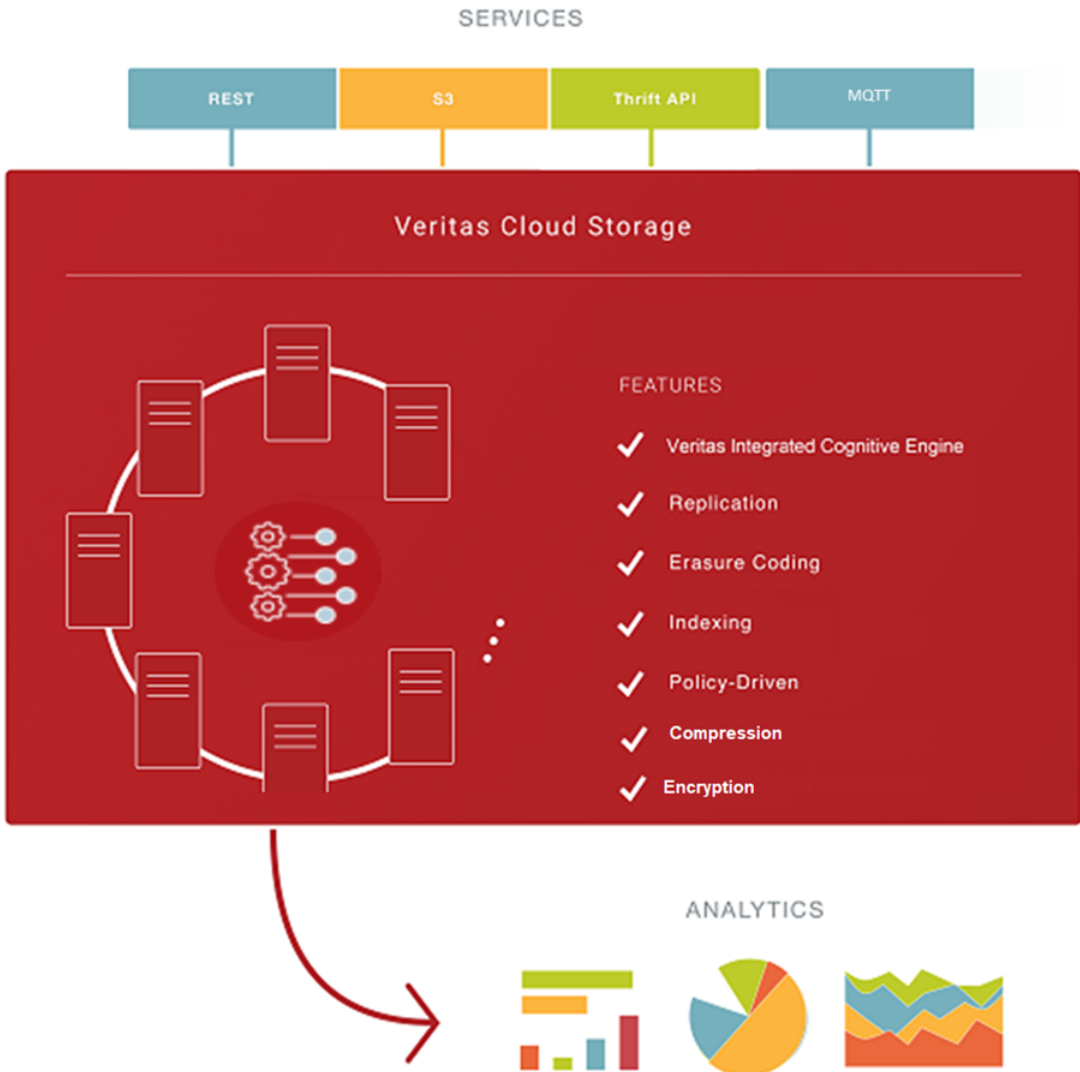 SERVICES
REST
S3
Thrift API
MQTT
Veritas Cloud Storage
FEATURES
Veritas Integrated Cognitive Engine
Replication
Erasure Coding
Indexing
Policy-Driven
Compression
Encryption
ANALYTICS